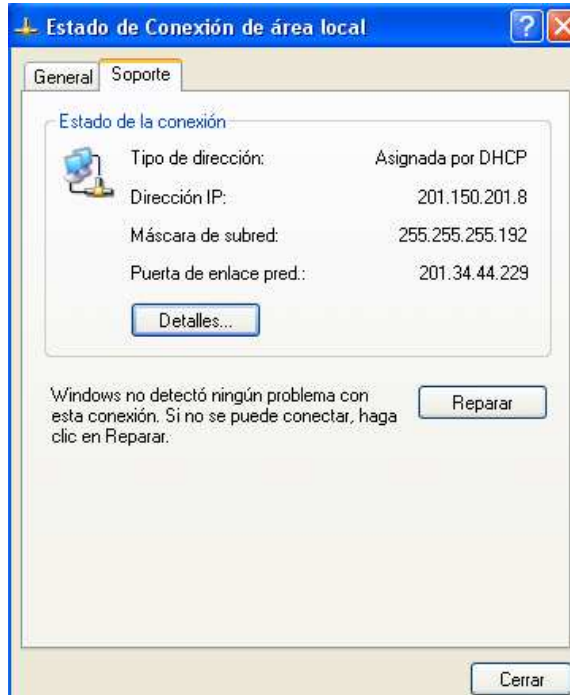 Estado de Conexión de área local
General
Soporte
Estado de la conexión
Tipo de dirección: Asignada por DHCP
Dirección IP: 201.150.201.8
Máscara de subred: 255.255.255.192
Puerta de enlace pred.: 201.34.44.229
Detalles...
Windows no detectó ningún problema con
esta conexión. Si no se puede conectar, haga
clic en Reparar.
Reparar
Cerrar